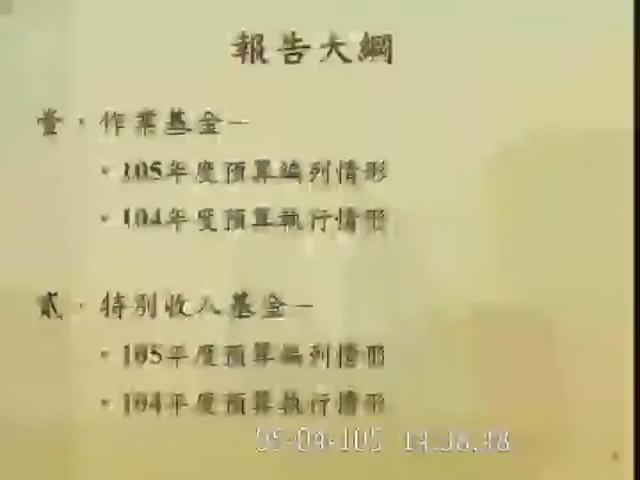 報告大綱
壹、作業基金—
•105年度預算編列情形
•104年度預算執行情形
貳、特別收入基金—
•105年度預算編列情形
•104年度預算執行情形